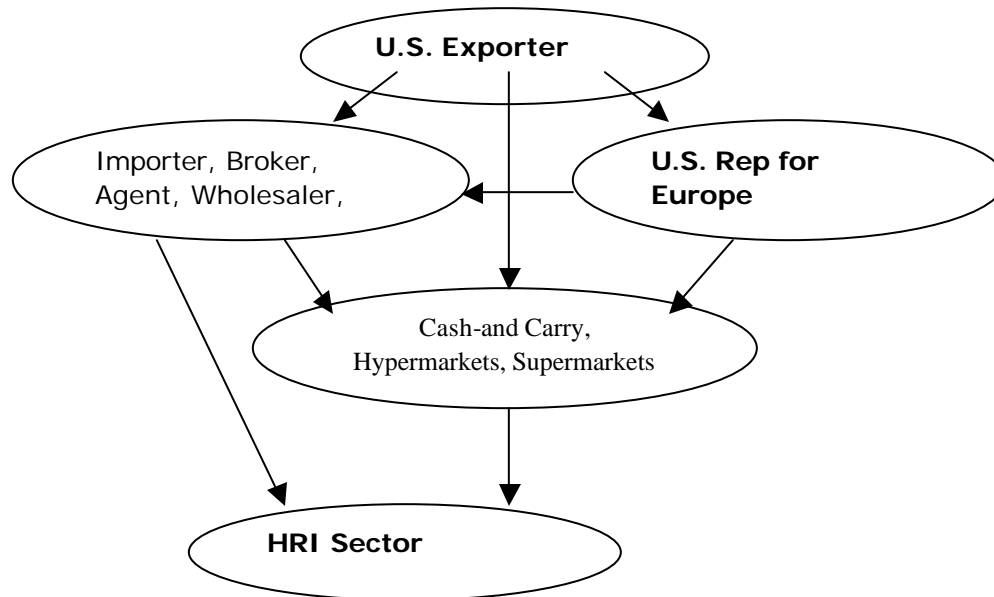 U.S. Exporter
Importer, Broker,
Agent, Wholesaler,
U.S. Rep for
Europe
Cash-and Carry,
Hypermarkets, Supermarkets
HRI Sector